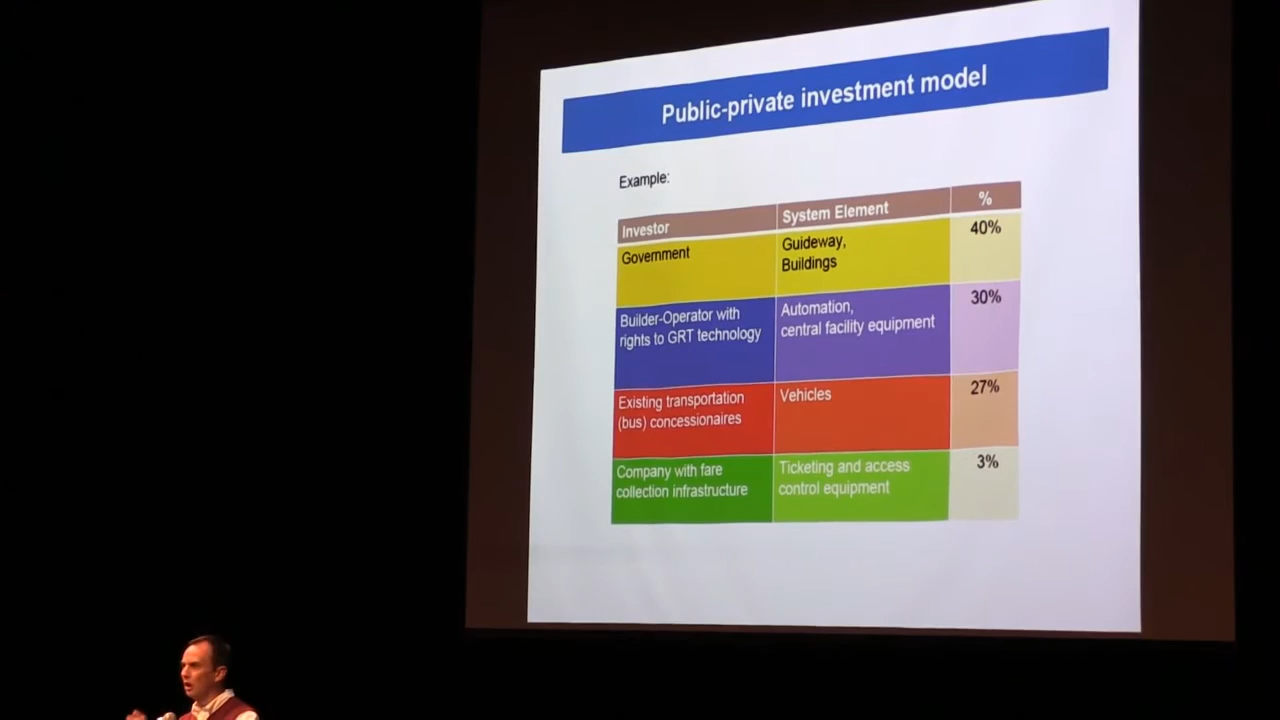 Public-private investment model
Example:
Investor System Element %
Government Guideway, 40%
Buildings
Builder-Operator with Automation, 30%
rights to GRT technology central facility equipment
Existing transportation Vehicles 27%
(bus) concessionaires
Company with fare Ticketing and access 3%
collection infrastructure control equipment